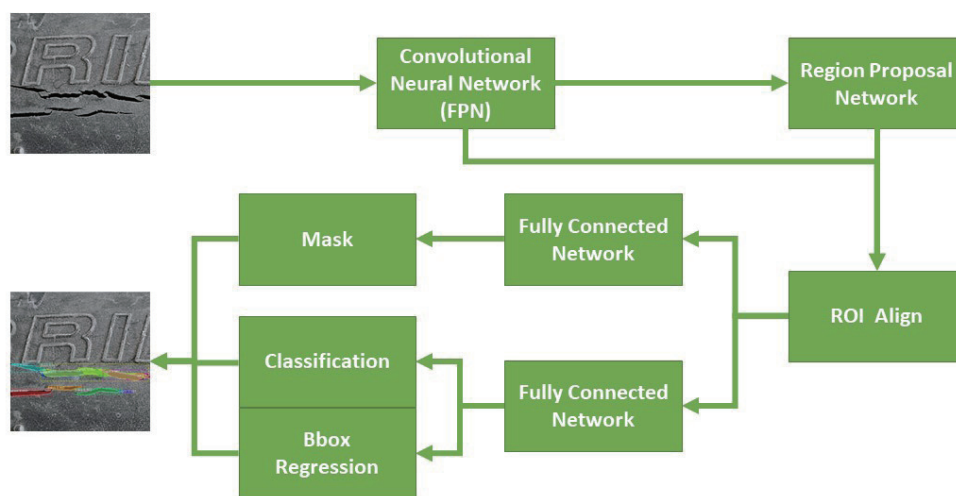 Convolutional
Neural Network
(FPN)
Region Proposal
Network
Mask
Fully Connected
Network
ROI Align
Classification
Fully Connected
Network
Bbox
Regression